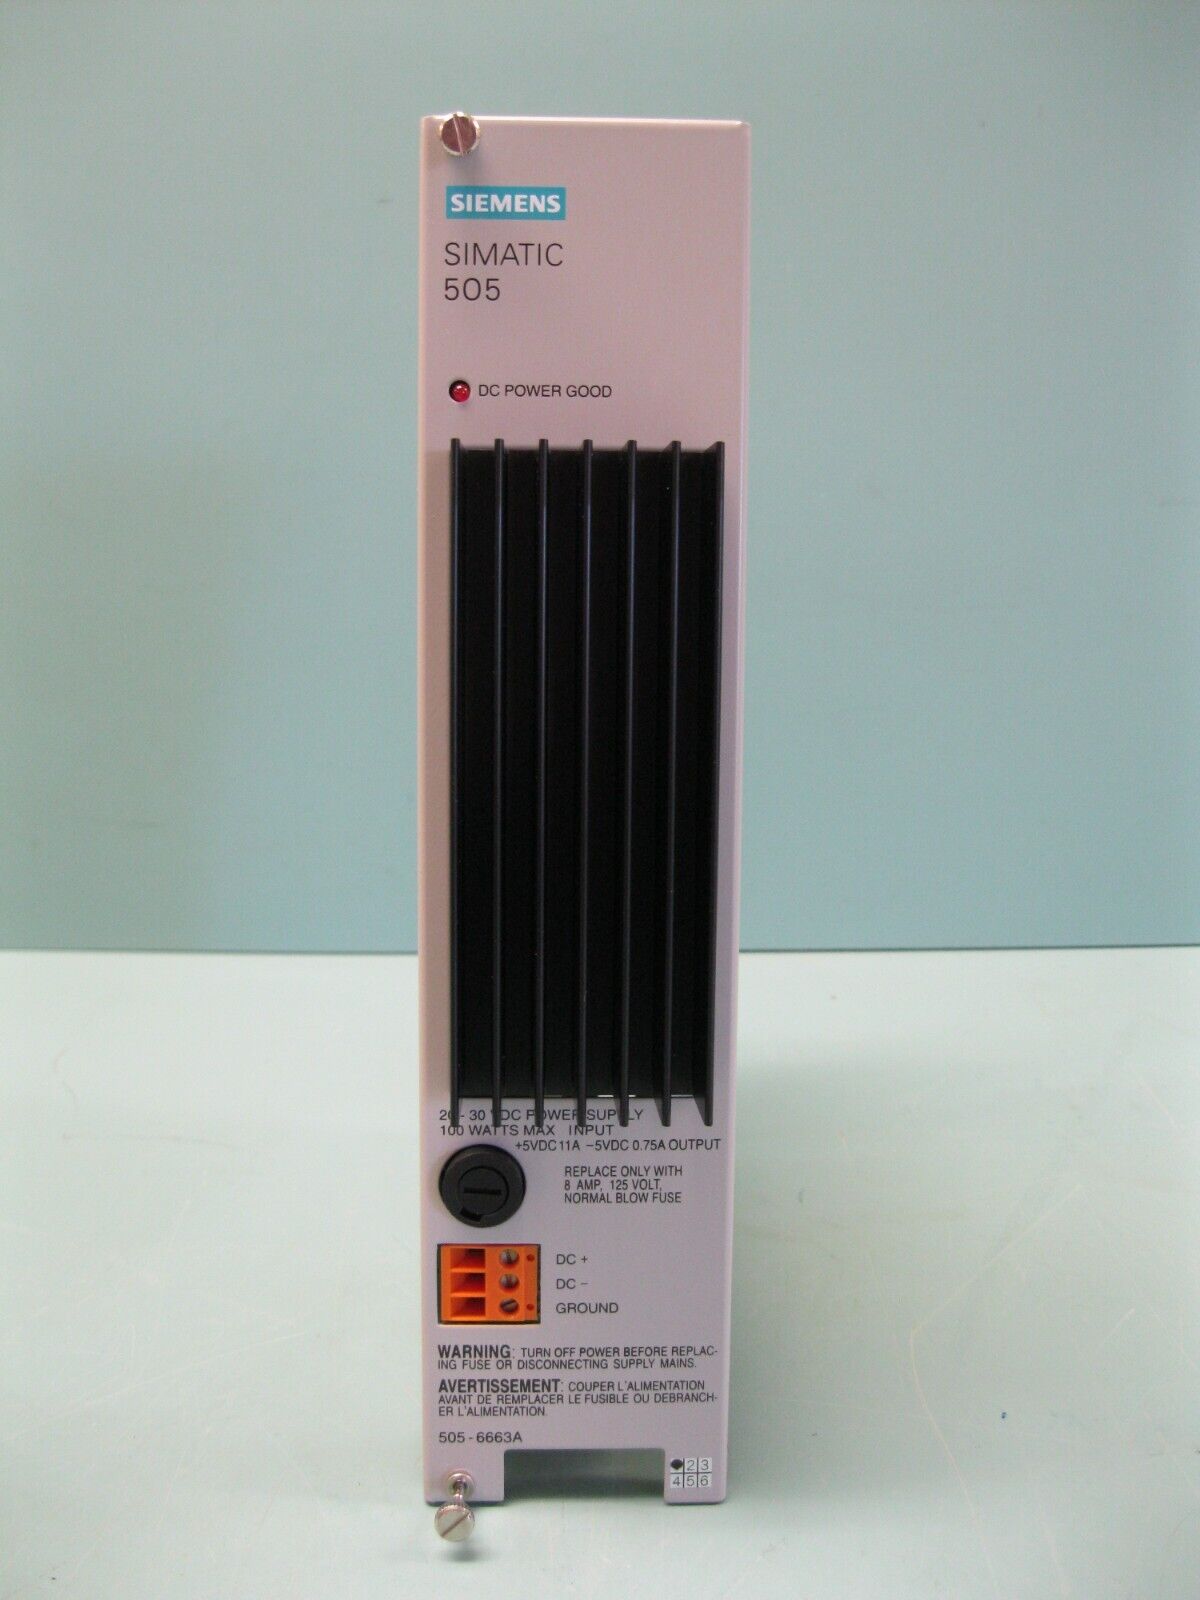 SIEMENS
SIMATIC
505
DC POWER GOOD
- 30 POWER SUPPLY
100 WATTS MAX INPUT
+5VDC 11A -5VDC 0.75A OUTPUT
REPLACE ONLY WITH
8 AMP, 125 VOLT,
NORMAL BLOW FUSE
DC +
DC -
GROUND
WARNING: TURN OFF POWER BEFORE REPLAC-
ING FUSE OR DISCONNECTING SUPPLY MAINS.
AVERTISSEMENT: COUPER L'ALIMENTATION
AVANT DE REMPLACER LE FUSIBLE OU DEBRANCH-
ER L'ALIMENTATION.
505-6663A
2 3
4 5 6